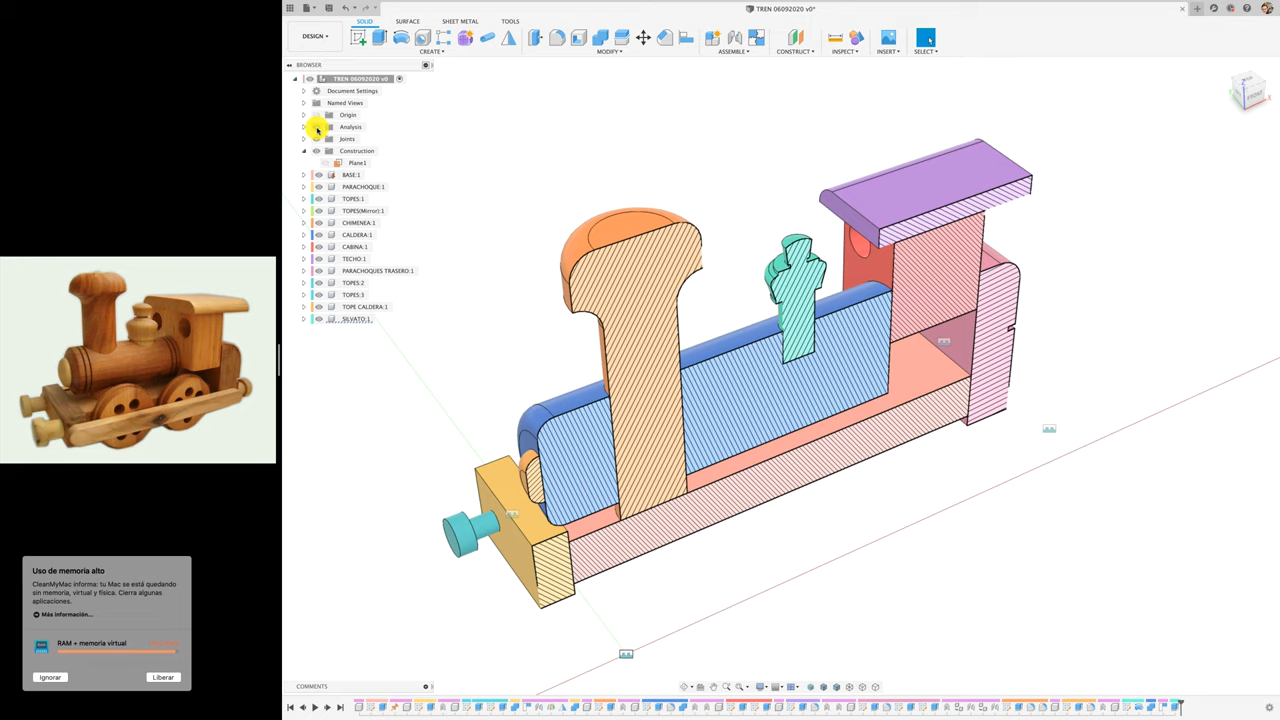 TREN 06092020 v0*
DESIGN
SOLID
SURFACE
SHEET METAL
TOOLS
CREATE
MODIFY
ASSEMBLE
CONSTRUCT
INSPECT
INSERT
SELECT
BROWSER
TREN 06092020 v0
Document Settings
Named Views
Origin
Analysis
Joints
Construction
Plane1
BASE:1
PARACHOQUE:1
TOPES:1
TOPES(Mirror):1
CHIMENEA:1
CALDERA:1
CABINA:1
TECHO:1
PARACHOQUES TRASERO:1
TOPES:2
TOPES:3
TOPE CALDERA:1
SILVATO:1
FRONT
Uso de memoria alto
CleanMyMac informa: tu Mac se está quedando
sin memoria, virtual y física. Cierra algunas
aplicaciones.
Más información...
RAM + memoria virtual
Ignorar
Liberar
COMMENTS